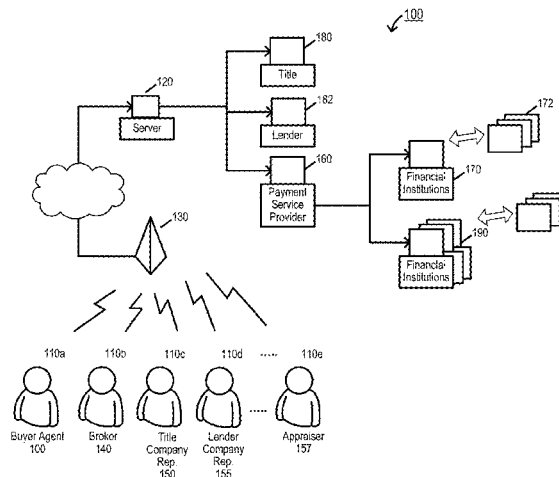 100
180
Title
120
Server
182
Lender
160
Payment
Service
Provider
172
Financial
Institutions
170
190
Financial
Institutions
130
110a
110b
110c
110d
.....
110e
Buyer Agent
100
Broker
140
Title
Company
Rep.
150
Lender
Company
Rep.
155
.....
Appraiser
157